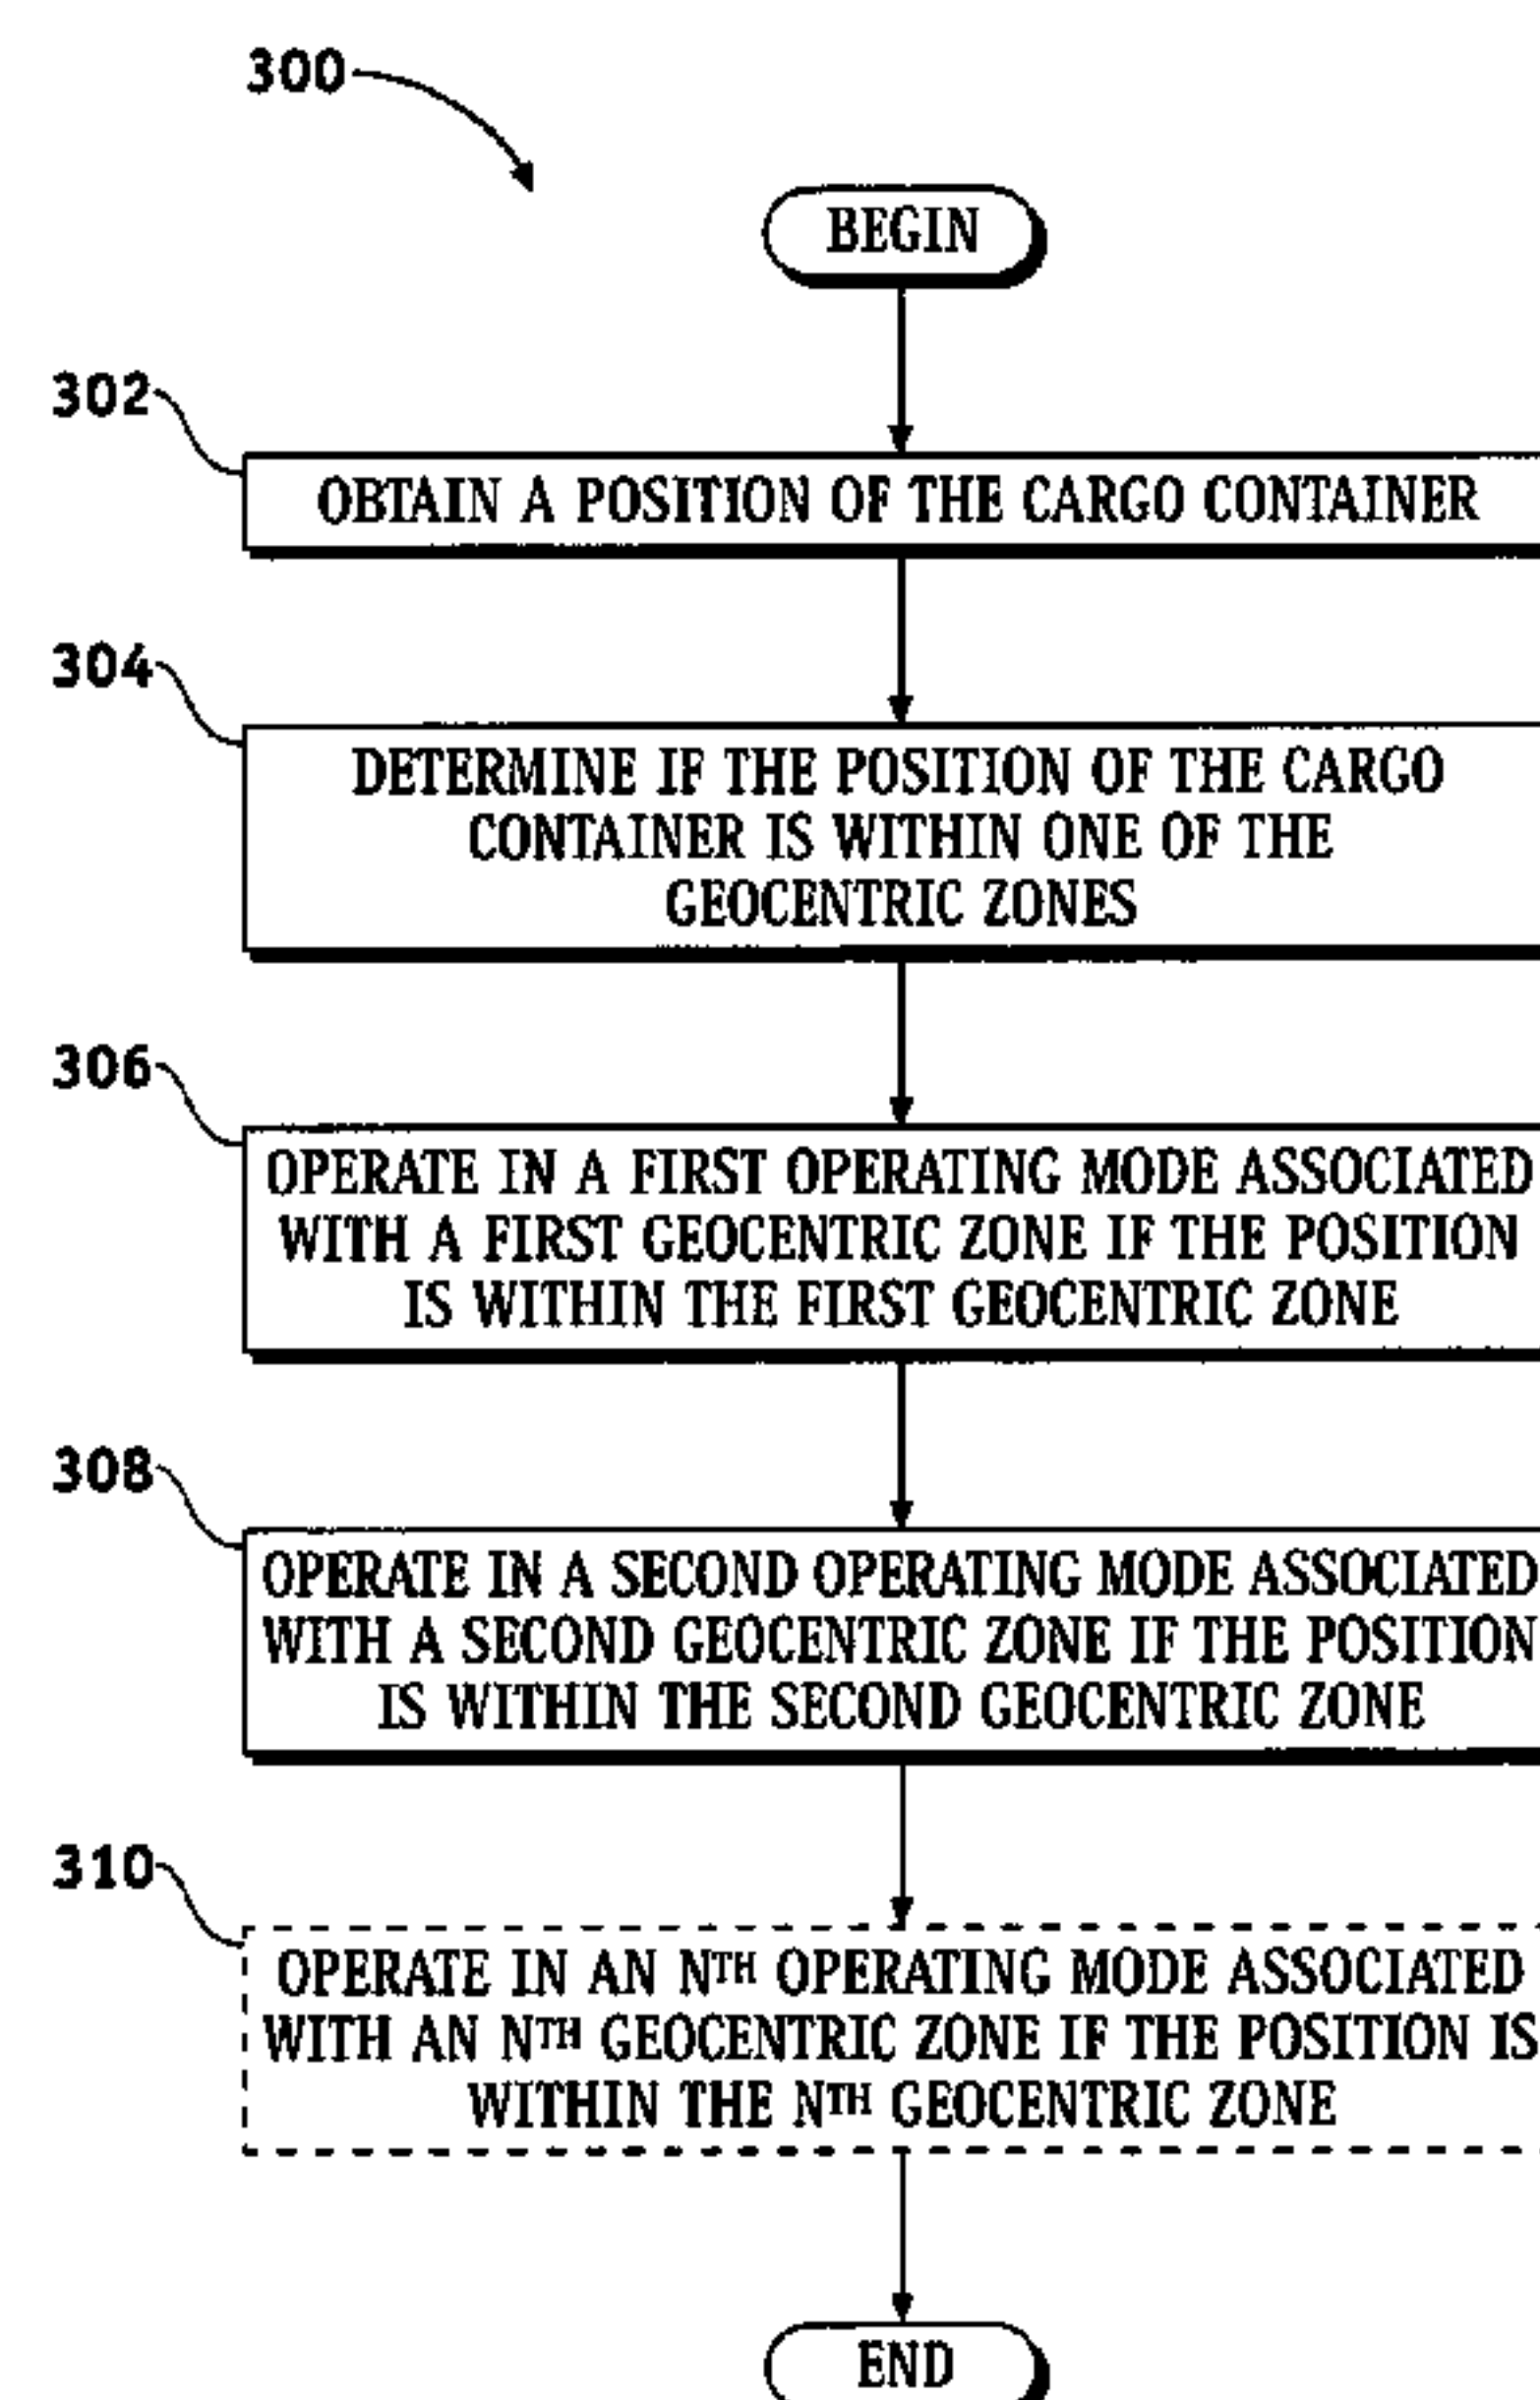 300
BEGIN
302
OBTAIN A POSITION OF THE CARGO CONTAINER
304
DETERMINE IF THE POSITION OF THE CARGO
CONTAINER IS WITHIN ONE OF THE
GEOCENTRIC ZONES
306
OPERATE IN A FIRST OPERATING MODE ASSOCIATED
WITH A FIRST GEOCENTRIC ZONE IF THE POSITION
IS WITHIN THE FIRST GEOCENTRIC ZONE
308
OPERATE IN A SECOND OPERATING MODE ASSOCIATED
WITH A SECOND GEOCENTRIC ZONE IF THE POSITION
IS WITHIN THE SECOND GEOCENTRIC ZONE
310
OPERATE IN AN NTH OPERATING MODE ASSOCIATED
WITH AN NTH GEOCENTRIC ZONE IF THE POSITION IS
WITHIN THE NTH GEOCENTRIC ZONE
END